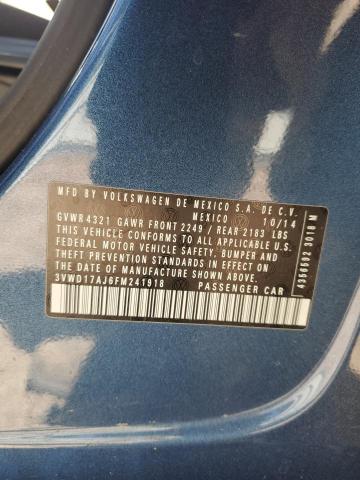 MFD. BY VOLKSWAGEN DE MEXICO S.A. DE C.V.
MEXICO 10/14
GVWR 4321 GAWR FRONT 2249 / REAR 2183 LBS
THIS VEHICLE CONFORMS TO ALL APPLICABLE U.S.
FEDERAL MOTOR VEHICLE SAFETY, BUMPER AND
THEFT PREVENTION STANDARDS IN EFFECT ON
THE DATE OF MANUFACTURE SHOWN ABOVE.
3VWD17AJ6FM241918 PASSENGER CAR
4356502 3018 M